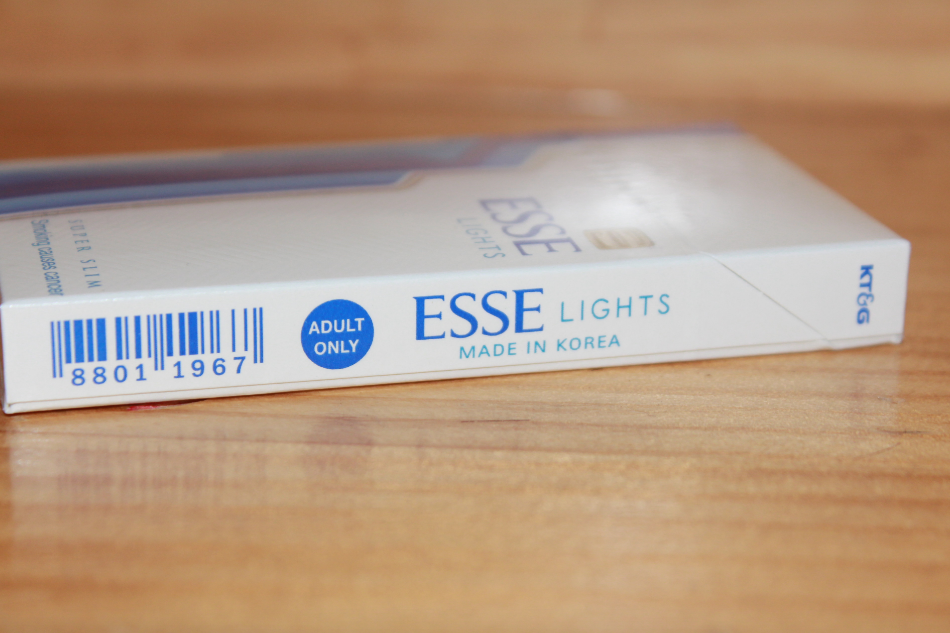 ESSE
LIGHTS
SUPER SLIM
Smoking causes cancer
8801 1967
ADULT
ONLY
ESSE LIGHTS
MADE IN KOREA
KT&G